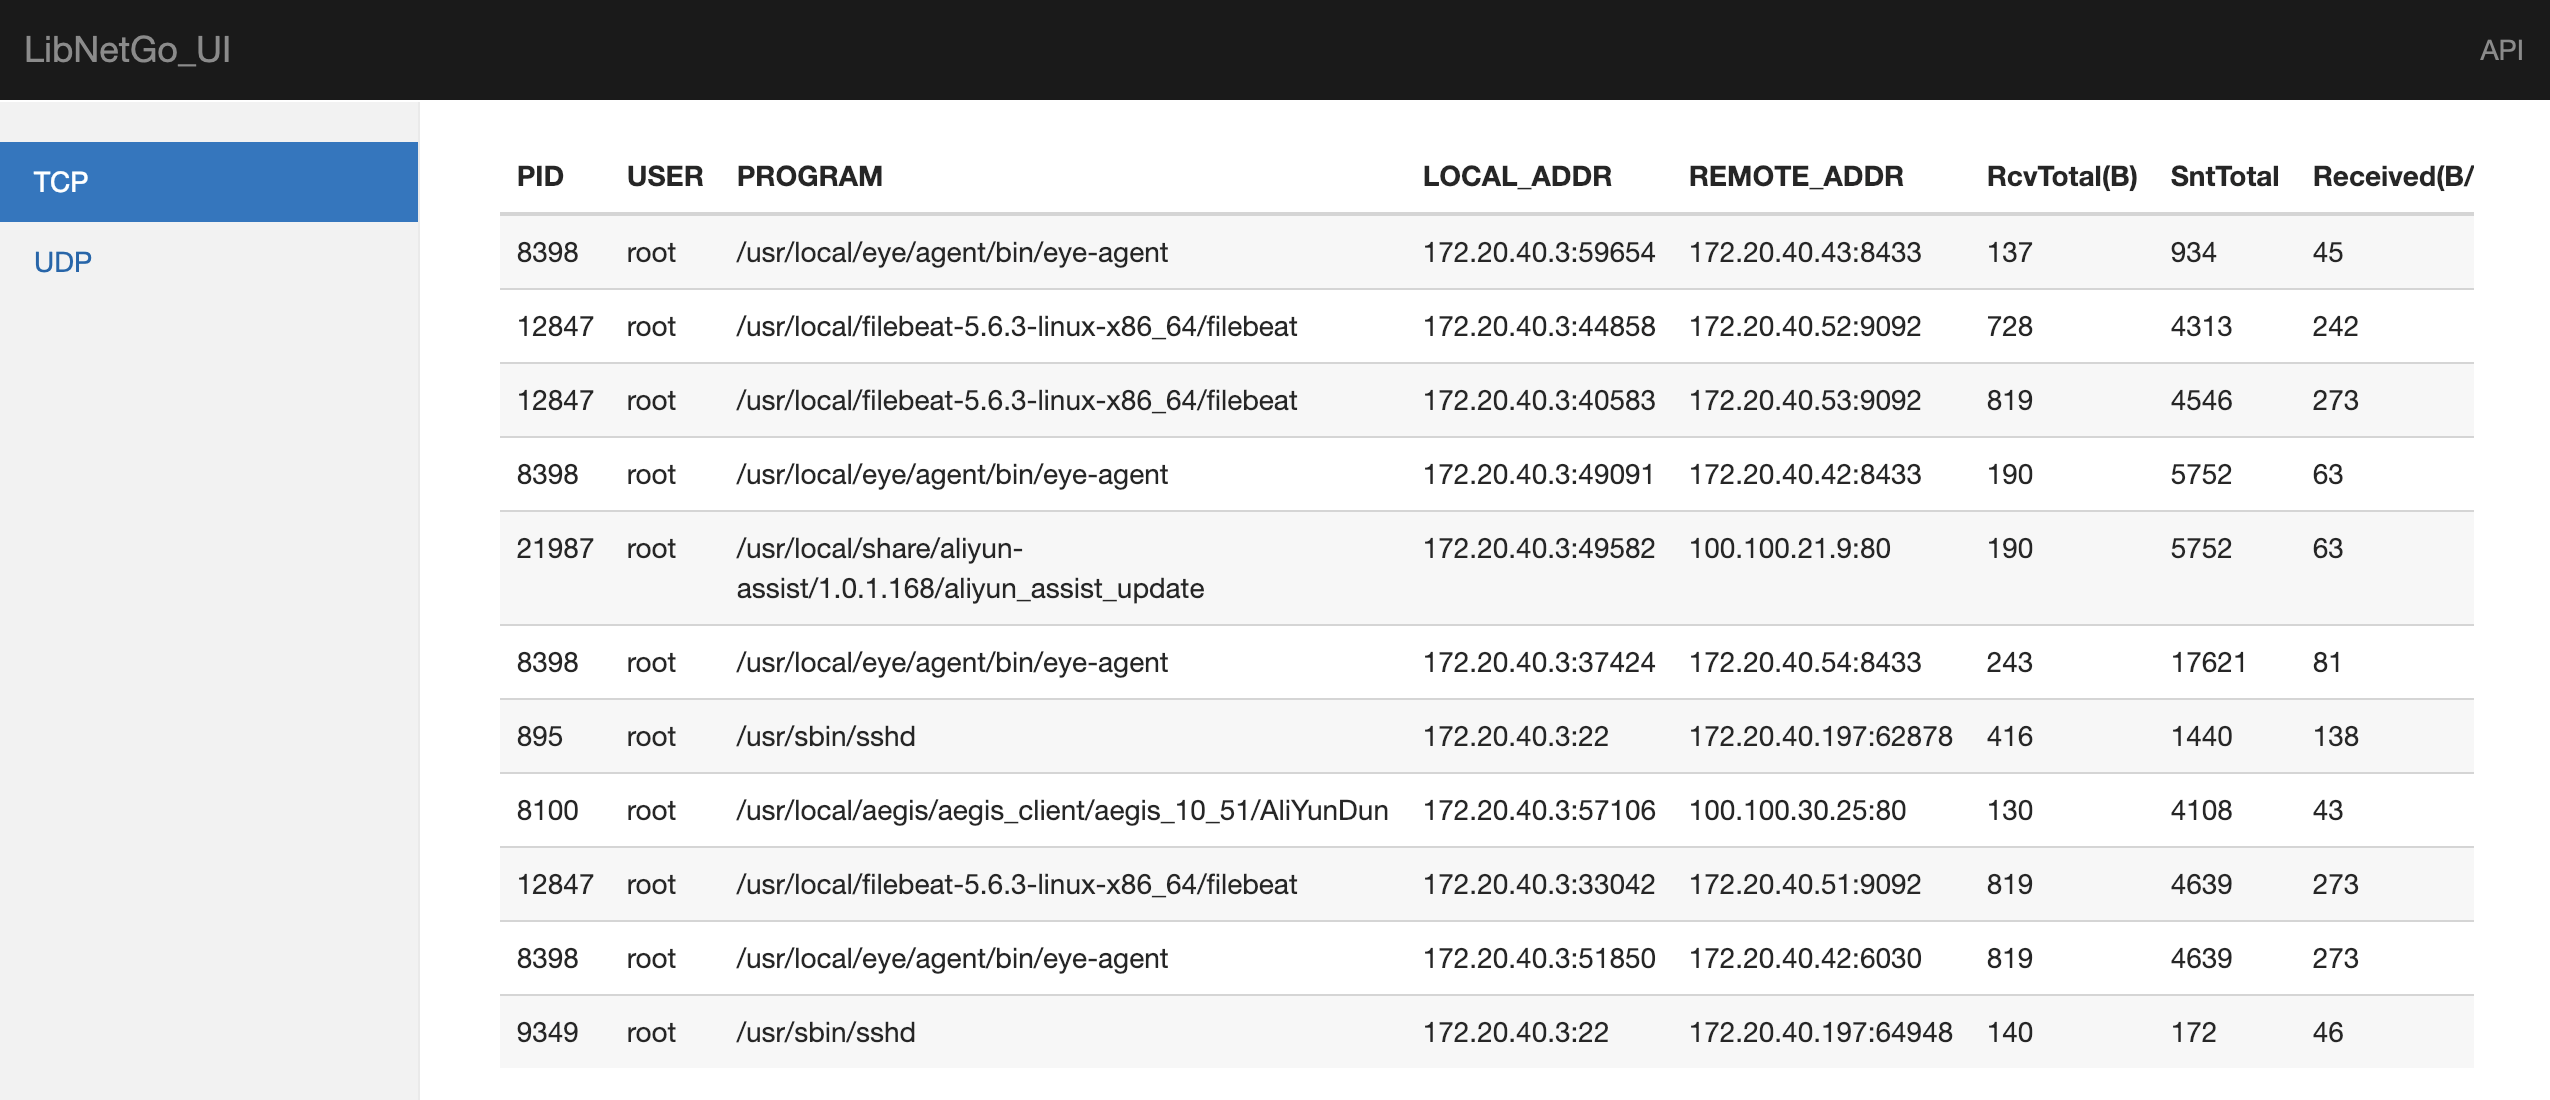 LibNetGo_UI API
TCP
UDP
PID USER PROGRAM LOCAL_ADDR REMOTE_ADDR RcvTotal(B) SntTotal Received(B/
8398 root /usr/local/eye/agent/bin/eye-agent 172.20.40.3:59654 172.20.40.43:8433 137 934 45
12847 root /usr/local/filebeat-5.6.3-linux-x86_64/filebeat 172.20.40.3:44858 172.20.40.52:9092 728 4313 242
12847 root /usr/local/filebeat-5.6.3-linux-x86_64/filebeat 172.20.40.3:40583 172.20.40.53:9092 819 4546 273
8398 root /usr/local/eye/agent/bin/eye-agent 172.20.40.3:49091 172.20.40.42:8433 190 5752 63
21987 root /usr/local/share/aliyun- 172.20.40.3:49582 100.100.21.9:80 190 5752 63
assist/1.0.1.168/aliyun_assist_update
8398 root /usr/local/eye/agent/bin/eye-agent 172.20.40.3:37424 172.20.40.54:8433 243 17621 81
895 root /usr/sbin/sshd 172.20.40.3:22 172.20.40.197:62878 416 1440 138
8100 root /usr/local/aegis/aegis_client/aegis_10_51/AliYunDun 172.20.40.3:57106 100.100.30.25:80 130 4108 43
12847 root /usr/local/filebeat-5.6.3-linux-x86_64/filebeat 172.20.40.3:33042 172.20.40.51:9092 819 4639 273
8398 root /usr/local/eye/agent/bin/eye-agent 172.20.40.3:51850 172.20.40.42:6030 819 4639 273
9349 root /usr/sbin/sshd 172.20.40.3:22 172.20.40.197:64948 140 172 46